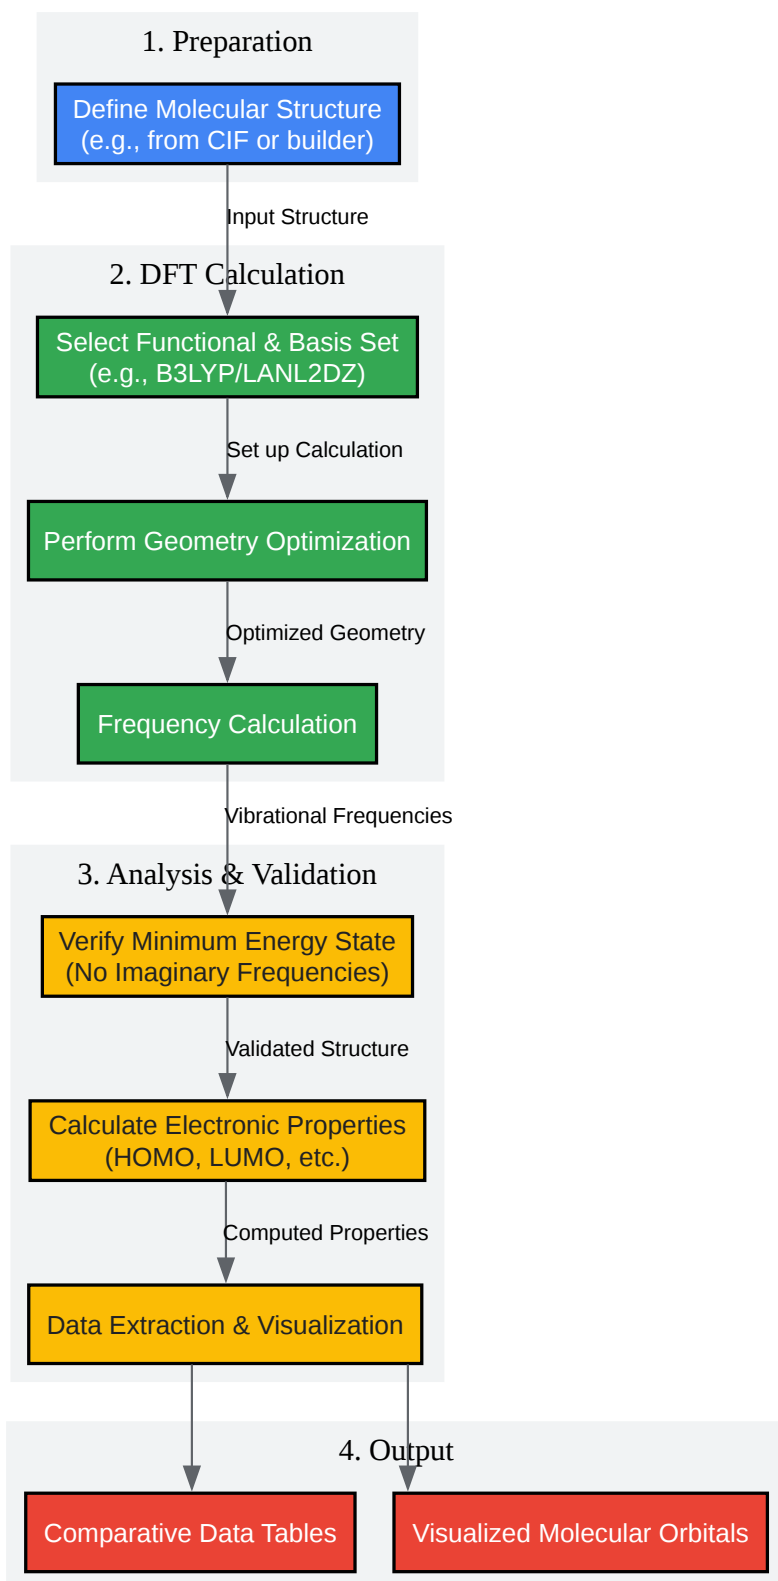 1. Preparation
Define Molecular Structure
(e.g., from CIF or builder)
Input Structure
2. DFT Calculation
Select Functional & Basis Set
(e.g., B3LYP/LANL2DZ)
Set up Calculation
Perform Geometry Optimization
Optimized Geometry
Frequency Calculation
Vibrational Frequencies
3. Analysis & Validation
Verify Minimum Energy State
(No Imaginary Frequencies)
Validated Structure
Calculate Electronic Properties
(HOMO, LUMO, etc.)
Computed Properties
Data Extraction & Visualization
4. Output
Comparative Data Tables
Visualized Molecular Orbitals